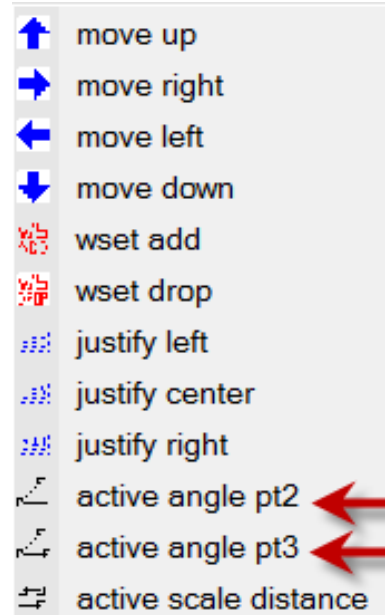 move up
move right
move left
move down
wset add
wset drop
justify left
justify center
justify right
active angle pt2
active angle pt3
active scale distance